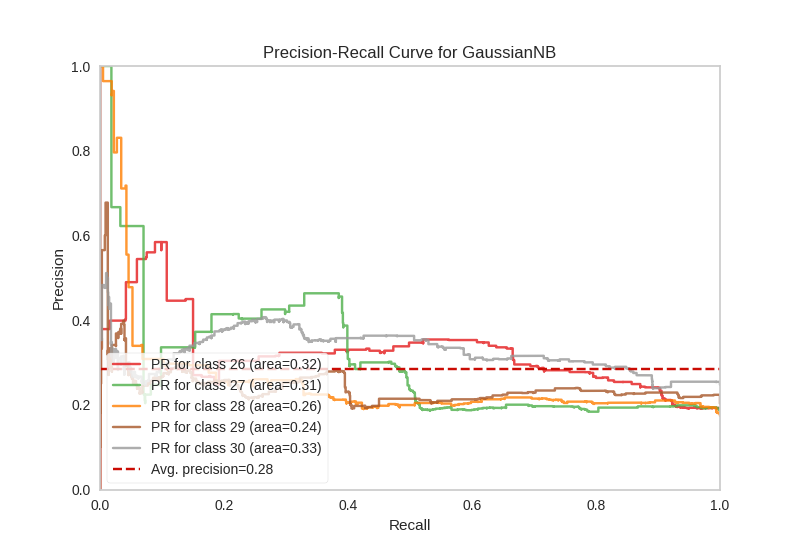 Precision-Recall Curve for GaussianNB
1.0
0.8
0.6
0.4
0.2
0.0
Precision
PR for class 26 (area=0.32)
PR for class 27 (area=0.31)
PR for class 28 (area=0.26)
PR for class 29 (area=0.24)
PR for class 30 (area=0.33)
Avg. precision=0.28
0.0 0.2 0.4 0.6 0.8 1.0
Recall